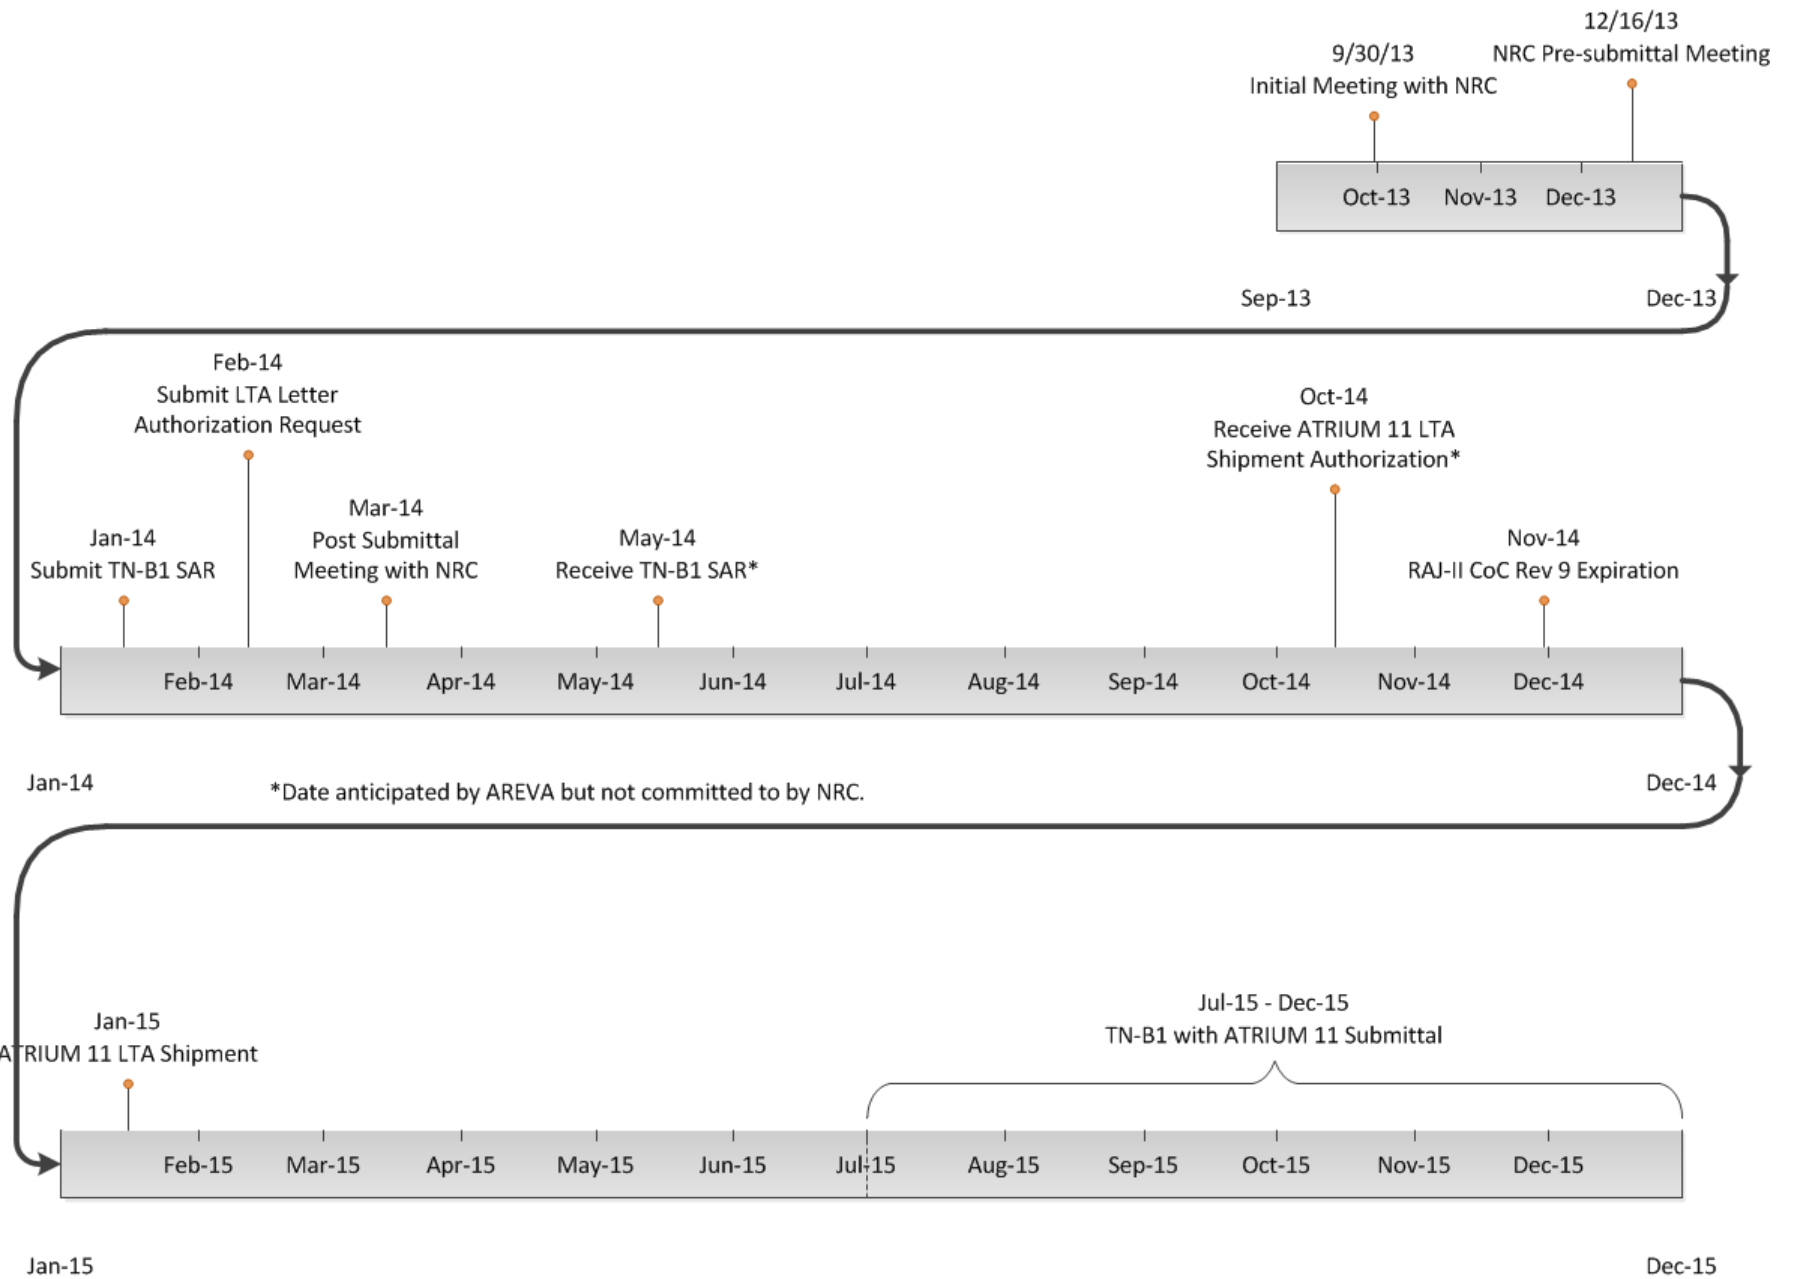 12/16/13
NRC Pre-submittal Meeting
9/30/13
Initial Meeting with NRC
Oct-13 Nov-13 Dec-13
Sep-13 Dec-13
Feb-14
Submit LTA Letter
Authorization Request
Oct-14
Receive ATRIUM 11 LTA
Shipment Authorization*
Mar-14
Post Submittal
Meeting with NRC
Jan-14
Submit TN-B1 SAR
May-14
Receive TN-B1 SAR*
Nov-14
RAJ-II CoC Rev 9 Expiration
Feb-14 Mar-14 Apr-14 May-14 Jun-14 Jul-14 Aug-14 Sep-14 Oct-14 Nov-14 Dec-14
Jan-14 Dec-14
*Date anticipated by AREVA but not committed to by NRC.
Jan-15
ATRIUM 11 LTA Shipment
Jul-15 - Dec-15
TN-B1 with ATRIUM 11 Submittal
Feb-15 Mar-15 Apr-15 May-15 Jun-15 Jul-15 Aug-15 Sep-15 Oct-15 Nov-15 Dec-15
Jan-15 Dec-15